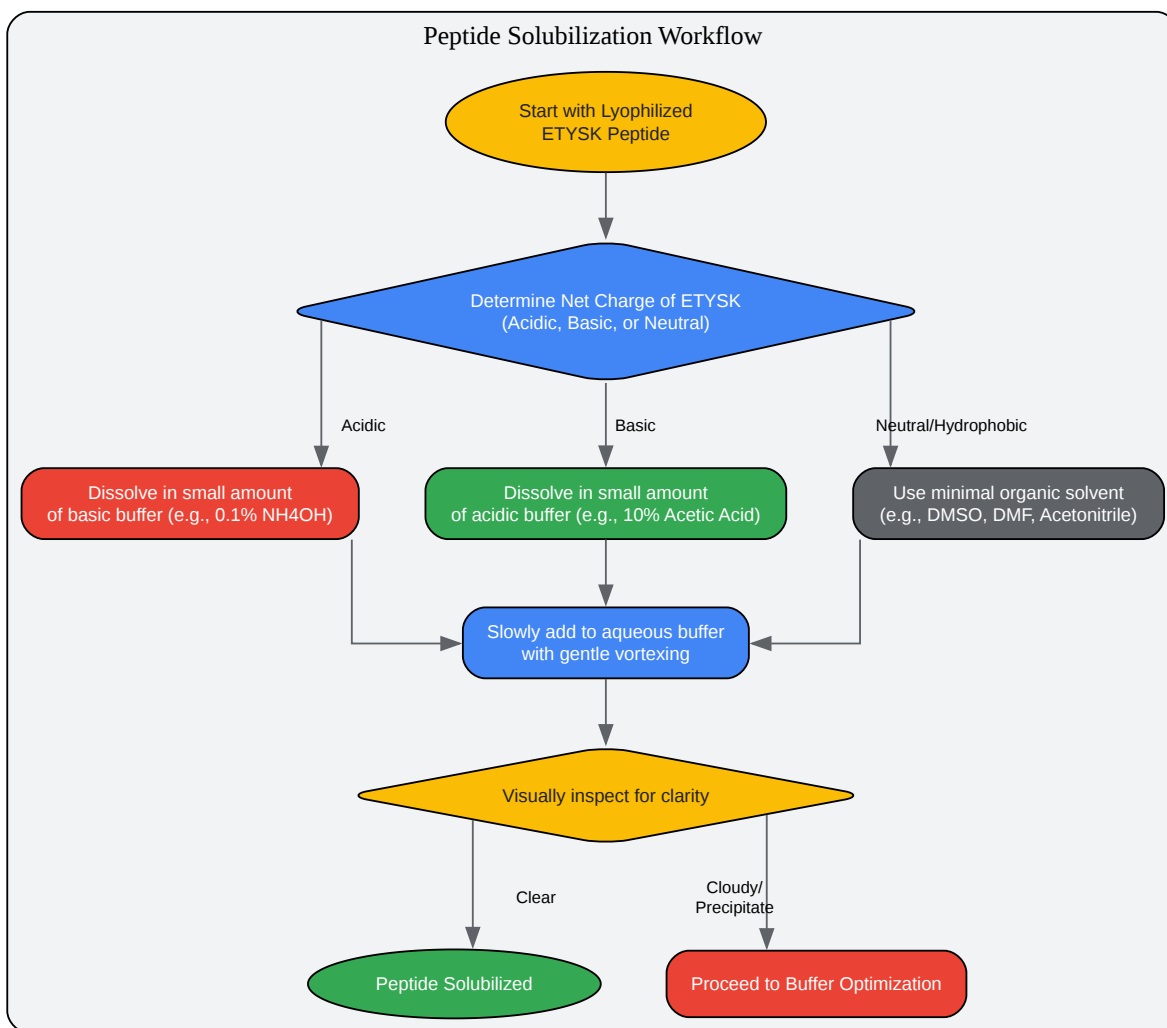 Peptide Solubilization Workflow
Start with Lyophilized
ETYSK Peptide
Determine Net Charge of ETYSK
(Acidic, Basic, or Neutral)
Acidic
Basic
Neutral/Hydrophobic
Dissolve in small amount
of basic buffer (e.g., 0.1% NH4OH)
Dissolve in small amount
of acidic buffer (e.g., 10% Acetic Acid)
Use minimal organic solvent
(e.g., DMSO, DMF, Acetonitrile)
Slowly add to aqueous buffer
with gentle vortexing
Visually inspect for clarity
Clear
Cloudy/
Precipitate
Peptide Solubilized
Proceed to Buffer Optimization